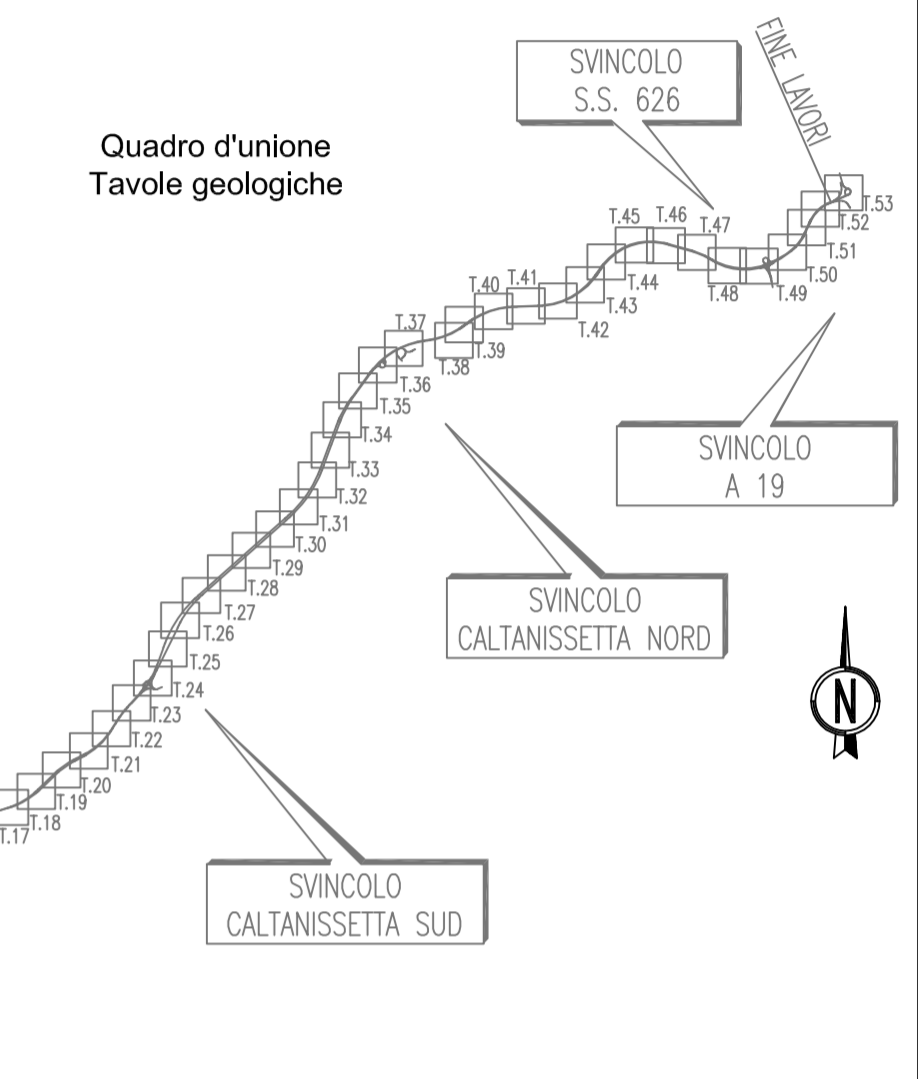 SVINCOLO
S.S. 626
FINE LAVORI
Quadro d'unione
Tavole geologiche
T.53
T.52
T.51
T.50
T.49
T.48
T.47
T.46
T.45
T.44
T.43
T.42
T.41
T.40
T.39
T.38
T.37
T.36
T.35
T.34
T.33
T.32
T.31
T.30
T.29
T.28
T.27
T.26
T.25
T.24
T.23
T.22
T.21
T.20
T.19
T.18
T.17
SVINCOLO
A 19
SVINCOLO
CALTANISSETTA NORD
N
SVINCOLO
CALTANISSETTA SUD